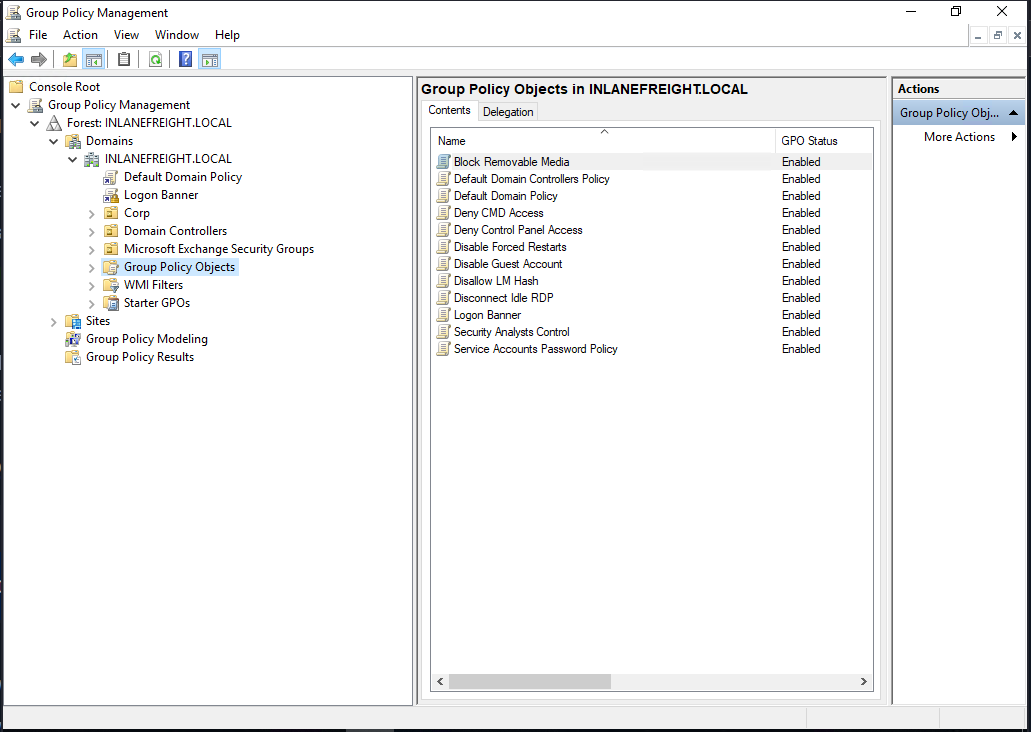 Group Policy Management
File Action View Window Help
Console Root
Group Policy Management
Forest: INLANEFREIGHT.LOCAL
Domains
INLANEFREIGHT.LOCAL
Default Domain Policy
Logon Banner
Corp
Domain Controllers
Microsoft Exchange Security Groups
Group Policy Objects
WMI Filters
Starter GPOs
Sites
Group Policy Modeling
Group Policy Results
Group Policy Objects in INLANEFREIGHT.LOCAL
Contents Delegation
Name GPO Status
Block Removable Media Enabled
Default Domain Controllers Policy Enabled
Default Domain Policy Enabled
Deny CMD Access Enabled
Deny Control Panel Access Enabled
Disable Forced Restarts Enabled
Disable Guest Account Enabled
Disallow LM Hash Enabled
Disconnect Idle RDP Enabled
Logon Banner Enabled
Security Analysts Control Enabled
Service Accounts Password Policy Enabled
Actions
Group Policy Obj...
More Actions